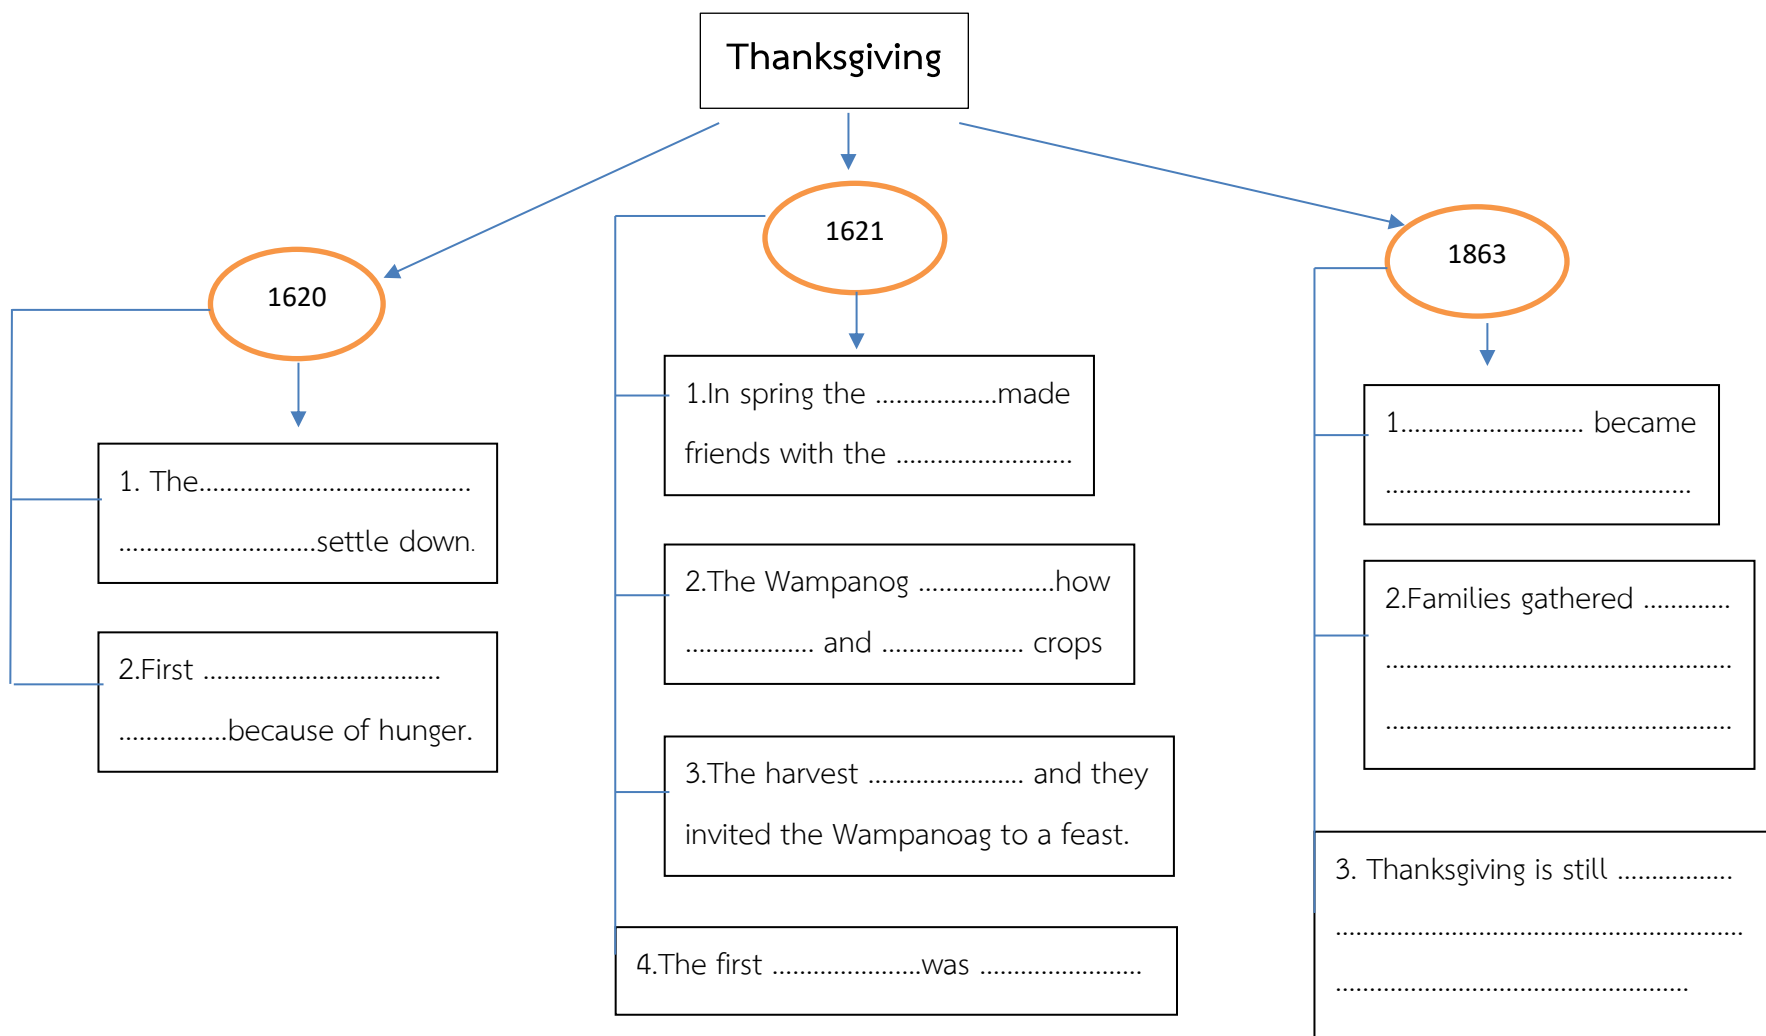 Thanksgiving
1620
1. The........................................
.............................settle down.
2.First ...................................
................because of hunger.
1621
1.In spring the ..................made
friends with the ..........................
2.The Wampanog ....................how
................... and ..................... crops
3.The harvest ....................... and they
invited the Wampanoag to a feast.
4.The first ......................was ........................
1863
1........................... became
.............................................
2.Families gathered .............
...................................................
...................................................
3. Thanksgiving is still .................
............................................................
....................................................